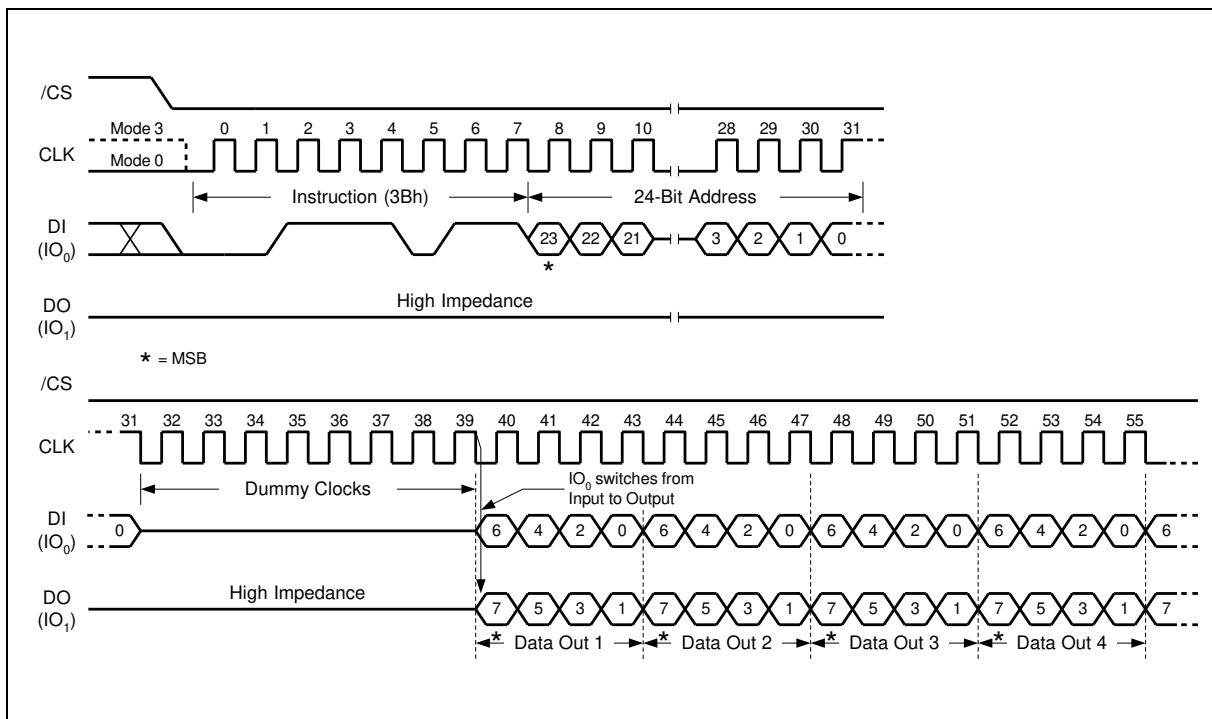 /CS
Mode 3 0 1 2 3 4 5 6 7 8 9 10 28 29 30 31
CLK
Mode 0
Instruction (3Bh) 24-Bit Address
DI
(IO0) 23 22 21 3 2 1 0
*
High Impedance
DO
(IO1)
* = MSB
/CS
31 32 33 34 35 36 37 38 39 40 41 42 43 44 45 46 47 48 49 50 51 52 53 54 55
CLK
Dummy Clocks
IO0 switches from
Input to Output
DI
(IO0) 0 6 4 2 0 6 4 2 0 6 4 2 0 6 4 2 0 6
High Impedance
DO
(IO1) 7 5 3 1 7 5 3 1 7 5 3 1 7 5 3 1 7
* Data Out 1 * Data Out 2 * Data Out 3 * Data Out 4